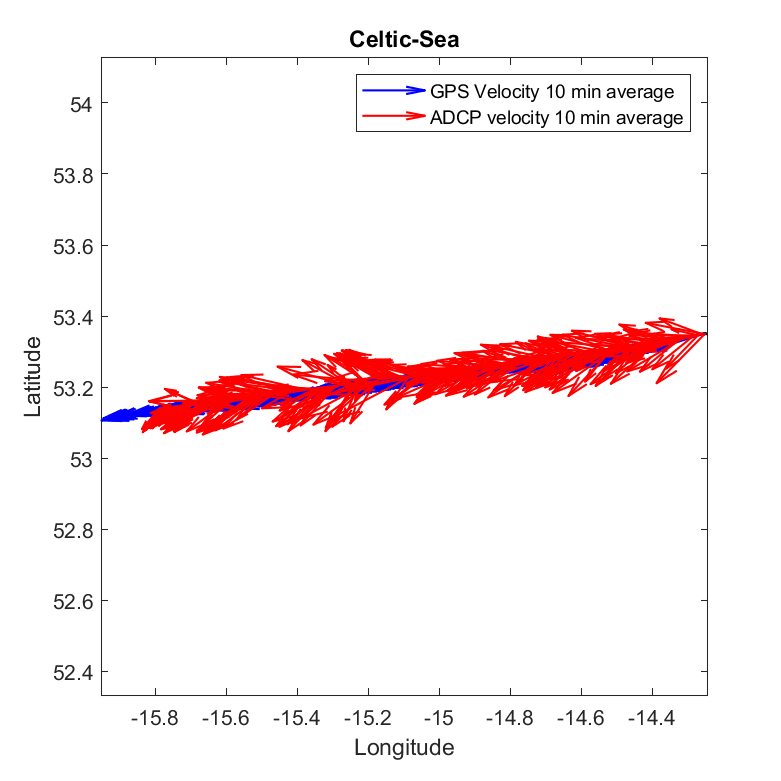 Celtic-Sea
GPS Velocity 10 min average
ADCP velocity 10 min average
54
53.8
53.6
53.4
53.2
53
52.8
52.6
52.4
Latitude
-15.8 -15.6 -15.4 -15.2 -15 -14.8 -14.6 -14.4
Longitude